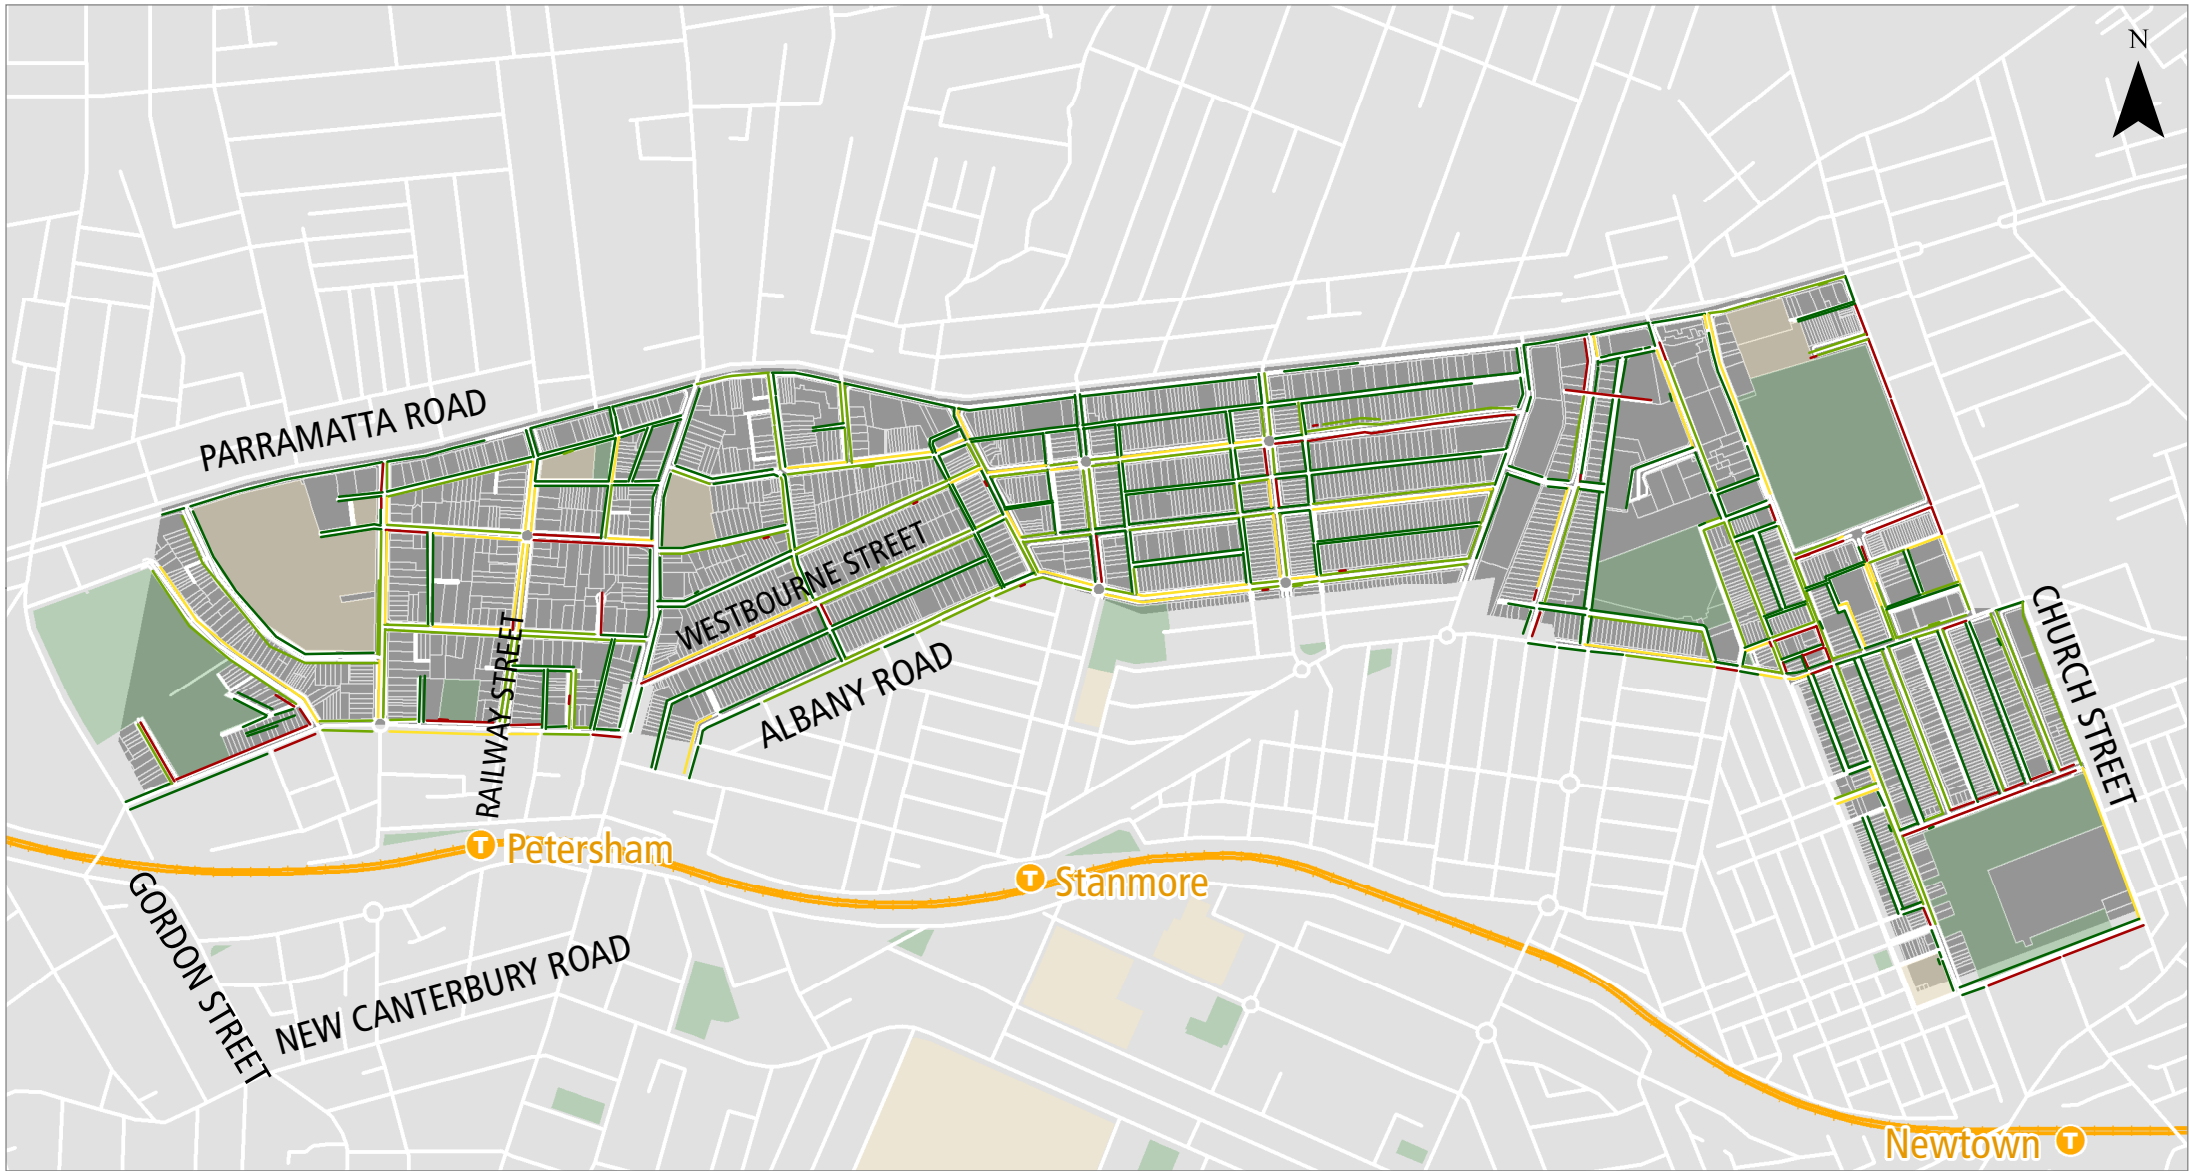 N
PARRAMATTA ROAD
WESTBOURNE STREET
CHURCH STREET
RAILWAY STREET
ALBANY ROAD
T Petersham
T Stanmore
GORDON STREET
NEW CANTERBURY ROAD
Newtown T